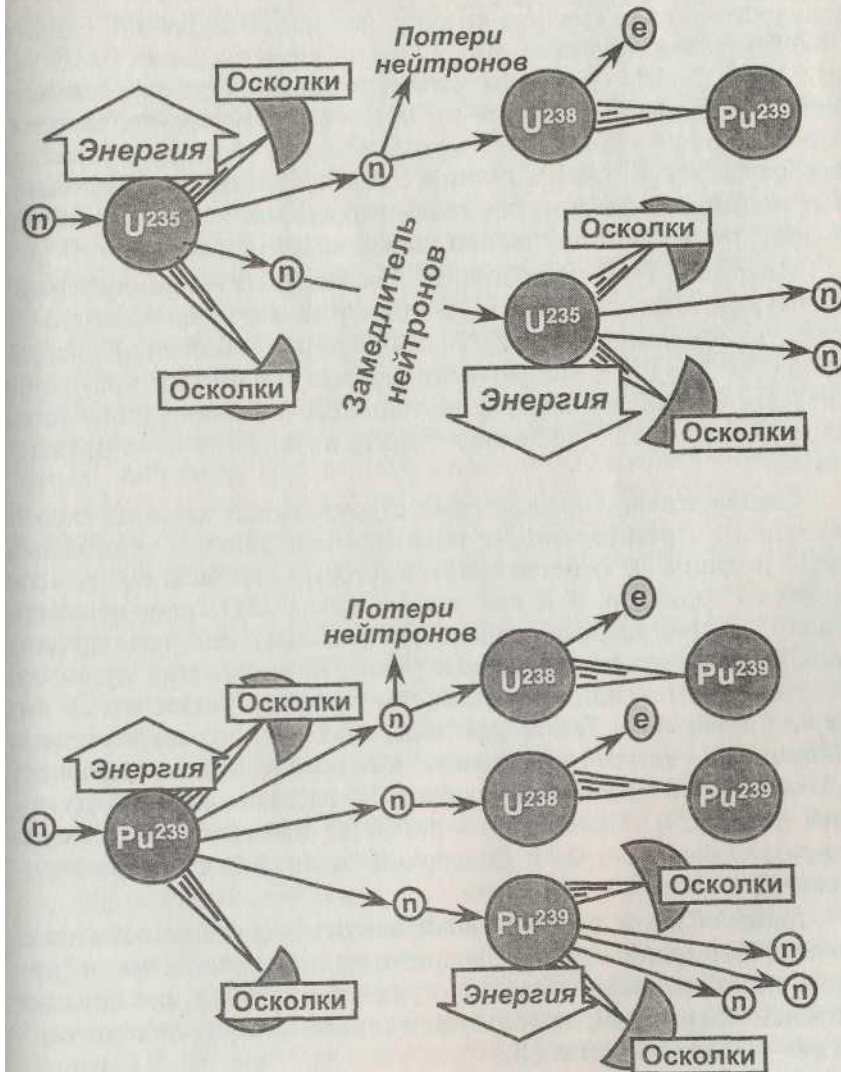 Потери
нейтронов
e
Осколки
U²³⁸
Pu²³⁹
Энергия
n
n
U²³⁵
Осколки
n
Замедлитель
нейтронов
n
U²³⁵
n
Осколки
Энергия
Осколки
e
Потери
нейтронов
Осколки
U²³⁸
Pu²³⁹
n
e
Энергия
n
U²³⁸
Pu²³⁹
n
Pu²³⁹
Осколки
n
Pu²³⁹
n
n
n
Осколки
Энергия
Осколки